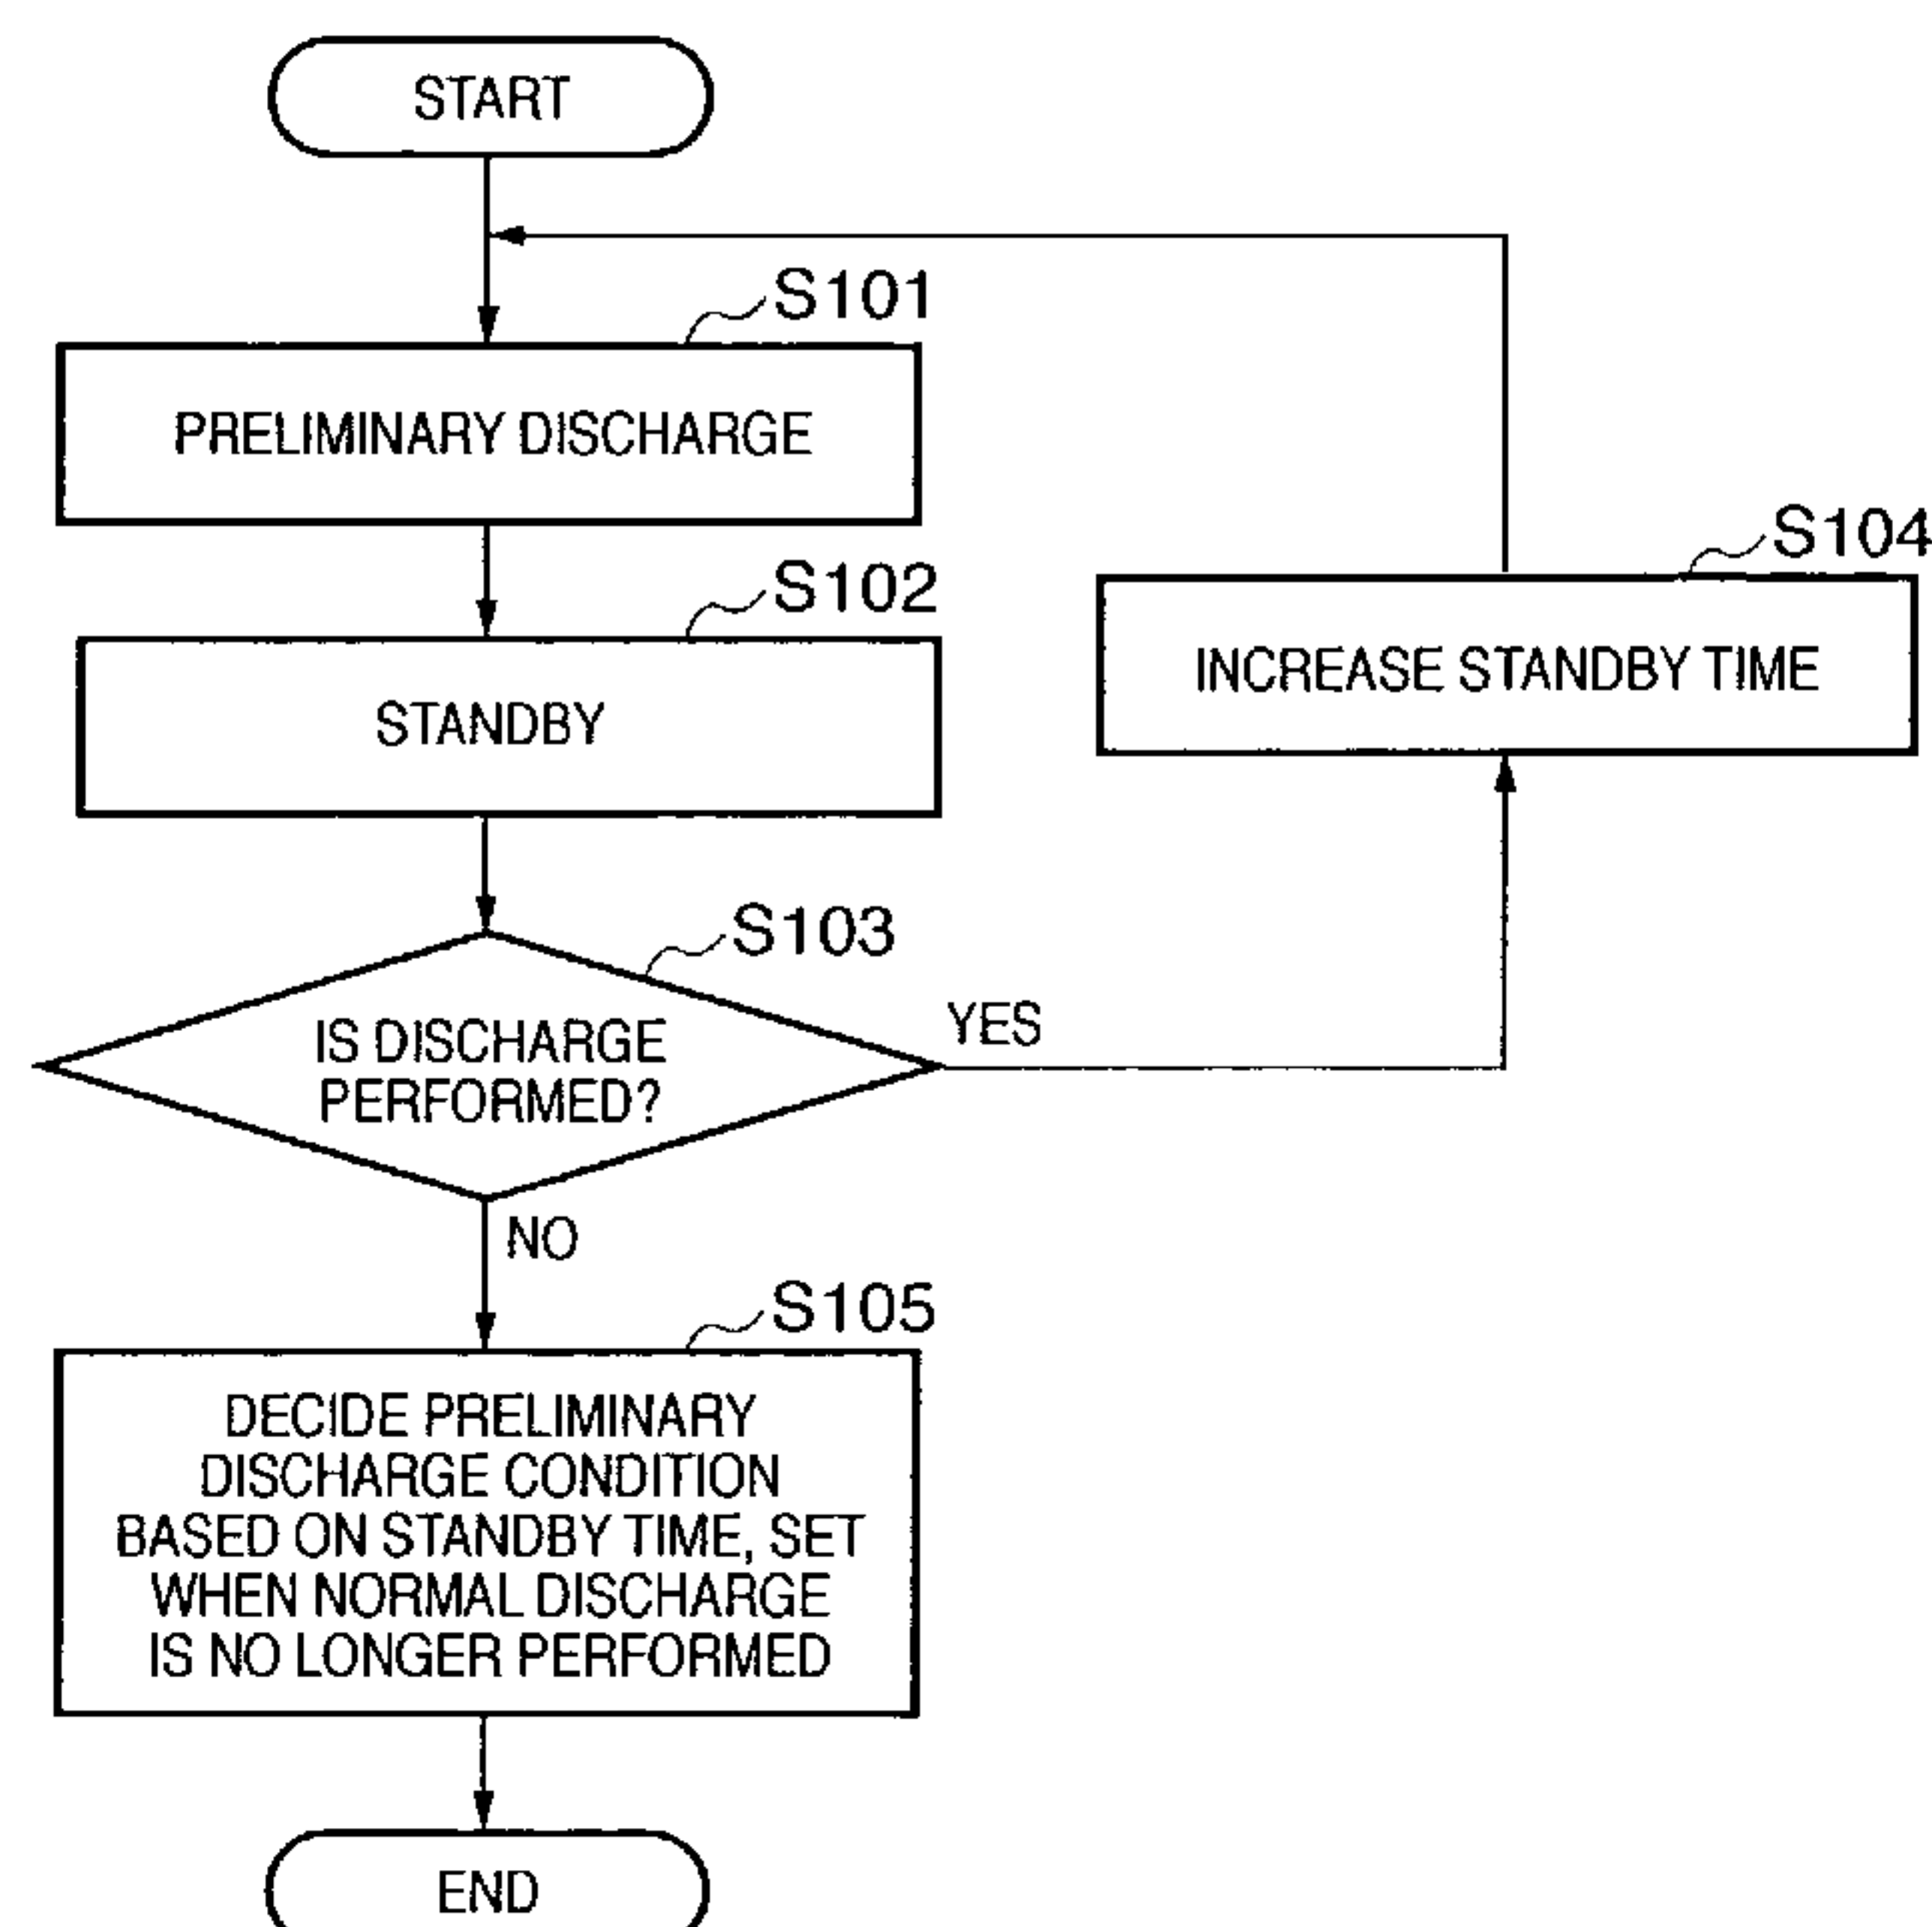 START
S101
PRELIMINARY DISCHARGE
S102
STANDBY
S104
INCREASE STANDBY TIME
S103
IS DISCHARGE
PERFORMED?
YES
NO
S105
DECIDE PRELIMINARY
DISCHARGE CONDITION
BASED ON STANDBY TIME, SET
WHEN NORMAL DISCHARGE
IS NO LONGER PERFORMED
END